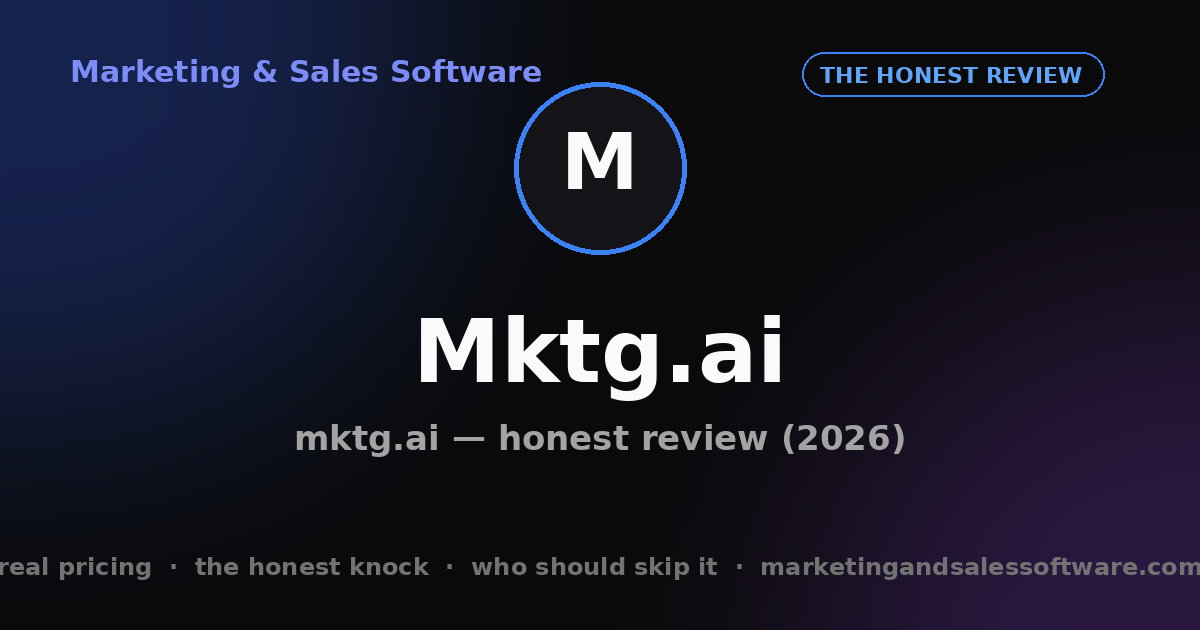 Marketing & Sales Software
THE HONEST REVIEW
M
Mktg.ai
mktg.ai — honest review (2026)
real pricing · the honest knock · who should skip it · marketingandsalessoftware.com